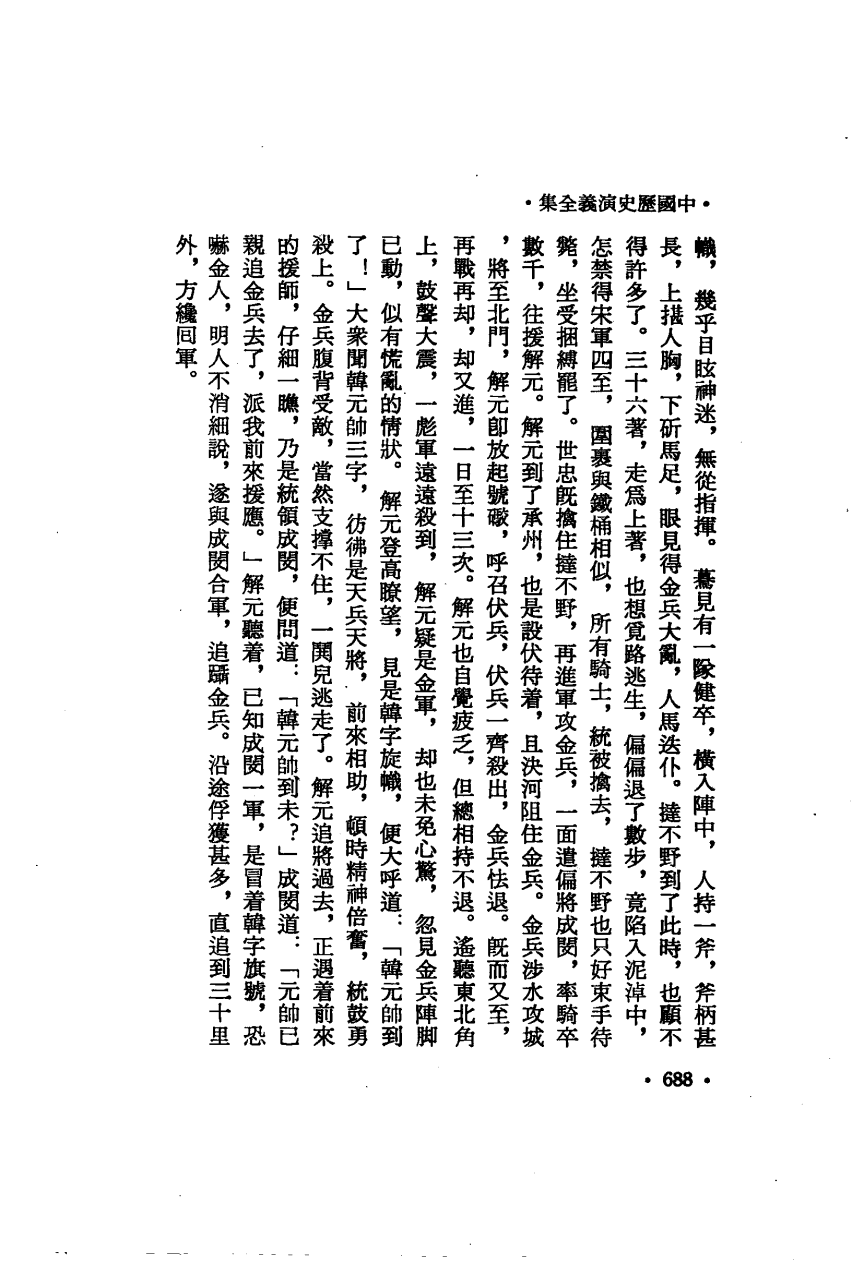 •中國歷史演義全集•
幟，幾乎目眩神迷，無從指揮。驀見有一隊健卒，橫入陣中，人持一斧，斧柄甚
長，上揕人胸，下斫馬足，眼見得金兵大亂，人馬迭仆。撻不野到了此時，也顧不
得許多了。三十六著，走爲上著，也想覓路逃生，偏偏退了數步，竟陷入泥淖中，
怎禁得宋軍四至，圍裹與鐵桶相似，所有騎士，統被擒去，撻不野也只好束手待
斃，坐受捆縛罷了。世忠旣擒住撻不野，再進軍攻金兵，一面遣偏將成閔，率騎卒
數千，往援解元。解元到了承州，也是設伏待着，且決河阻住金兵。金兵涉水攻城
，將至北門，解元卽放起號礮，呼召伏兵，伏兵一齊殺出，金兵怯退。旣而又至，
再戰再却，却又進，一日至十三次。解元也自覺疲乏，但總相持不退。遙聽東北角
上，鼓聲大震，一彪軍遠遠殺到，解元疑是金軍，却也未免心驚，忽見金兵陣脚
已動，似有慌亂的情狀。解元登高瞭望，見是韓字旋幟，便大呼道：「韓元帥到
了！」大衆聞韓元帥三字，彷彿是天兵天將，前來相助，頓時精神倍奮，統鼓勇
殺上。金兵腹背受敵，當然支撐不住，一鬨兒逃走了。解元追將過去，正遇着前來
的援師，仔細一瞧，乃是統領成閔，便問道：「韓元帥到未？」成閔道：「元帥已
親追金兵去了，派我前來援應。」解元聽着，已知成閔一軍，是冒着韓字旗號，恐
嚇金人，明人不消細說，遂與成閔合軍，追躡金兵。沿途俘獲甚多，直追到三十里
外，方纔囘軍。
•688•